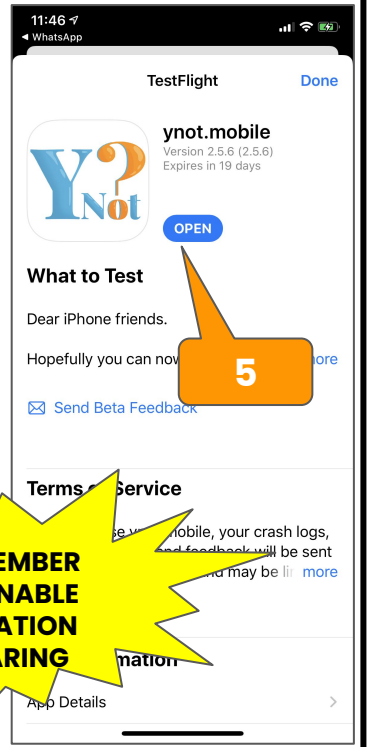 11:46
WhatsApp
TestFlight
Done
Y?
Not
ynot.mobile
Version 2.5.6 (2.5.6)
Expires in 19 days
OPEN
What to Test
Dear iPhone friends.
Hopefully you can now
ore
5
Send Beta Feedback
Terms Service
se mobile, your crash logs,
nd feedback will be sent
d may be more
EMBER
NABLE
ATION
ARING
mation
App Details